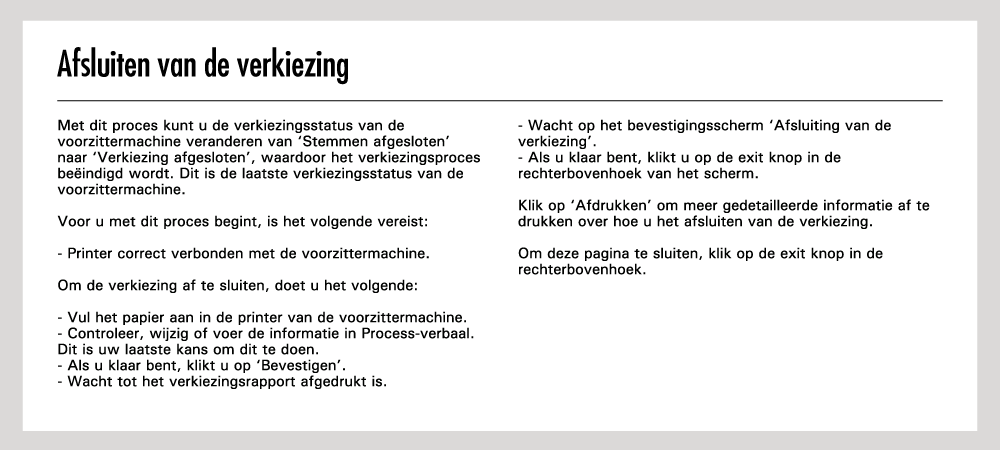 Afsluiten van de verkiezing
Met dit proces kunt u de verkiezingsstatus van de
voorzittermachine veranderen van ‘Stemmen afgesloten’
naar ‘Verkiezing afgesloten’, waardoor het verkiezingsproces
beëindigd wordt. Dit is de laatste verkiezingsstatus van de
voorzittermachine.
Voor u met dit proces begint, is het volgende vereist:
- Printer correct verbonden met de voorzittermachine.
Om de verkiezing af te sluiten, doet u het volgende:
- Vul het papier aan in de printer van de voorzittermachine.
- Controleer, wijzig of voer de informatie in Process-verbaal.
Dit is uw laatste kans om dit te doen.
- Als u klaar bent, klikt u op ‘Bevestigen’.
- Wacht tot het verkiezingsrapport afgedrukt is.
- Wacht op het bevestigingsscherm ‘Afsluiting van de
verkiezing’.
- Als u klaar bent, klikt u op de exit knop in de
rechterbovenhoek van het scherm.
Klik op ‘Afdrukken’ om meer gedetailleerde informatie af te
drukken over hoe u het afsluiten van de verkiezing.
Om deze pagina te sluiten, klik op de exit knop in de
rechterbovenhoek.